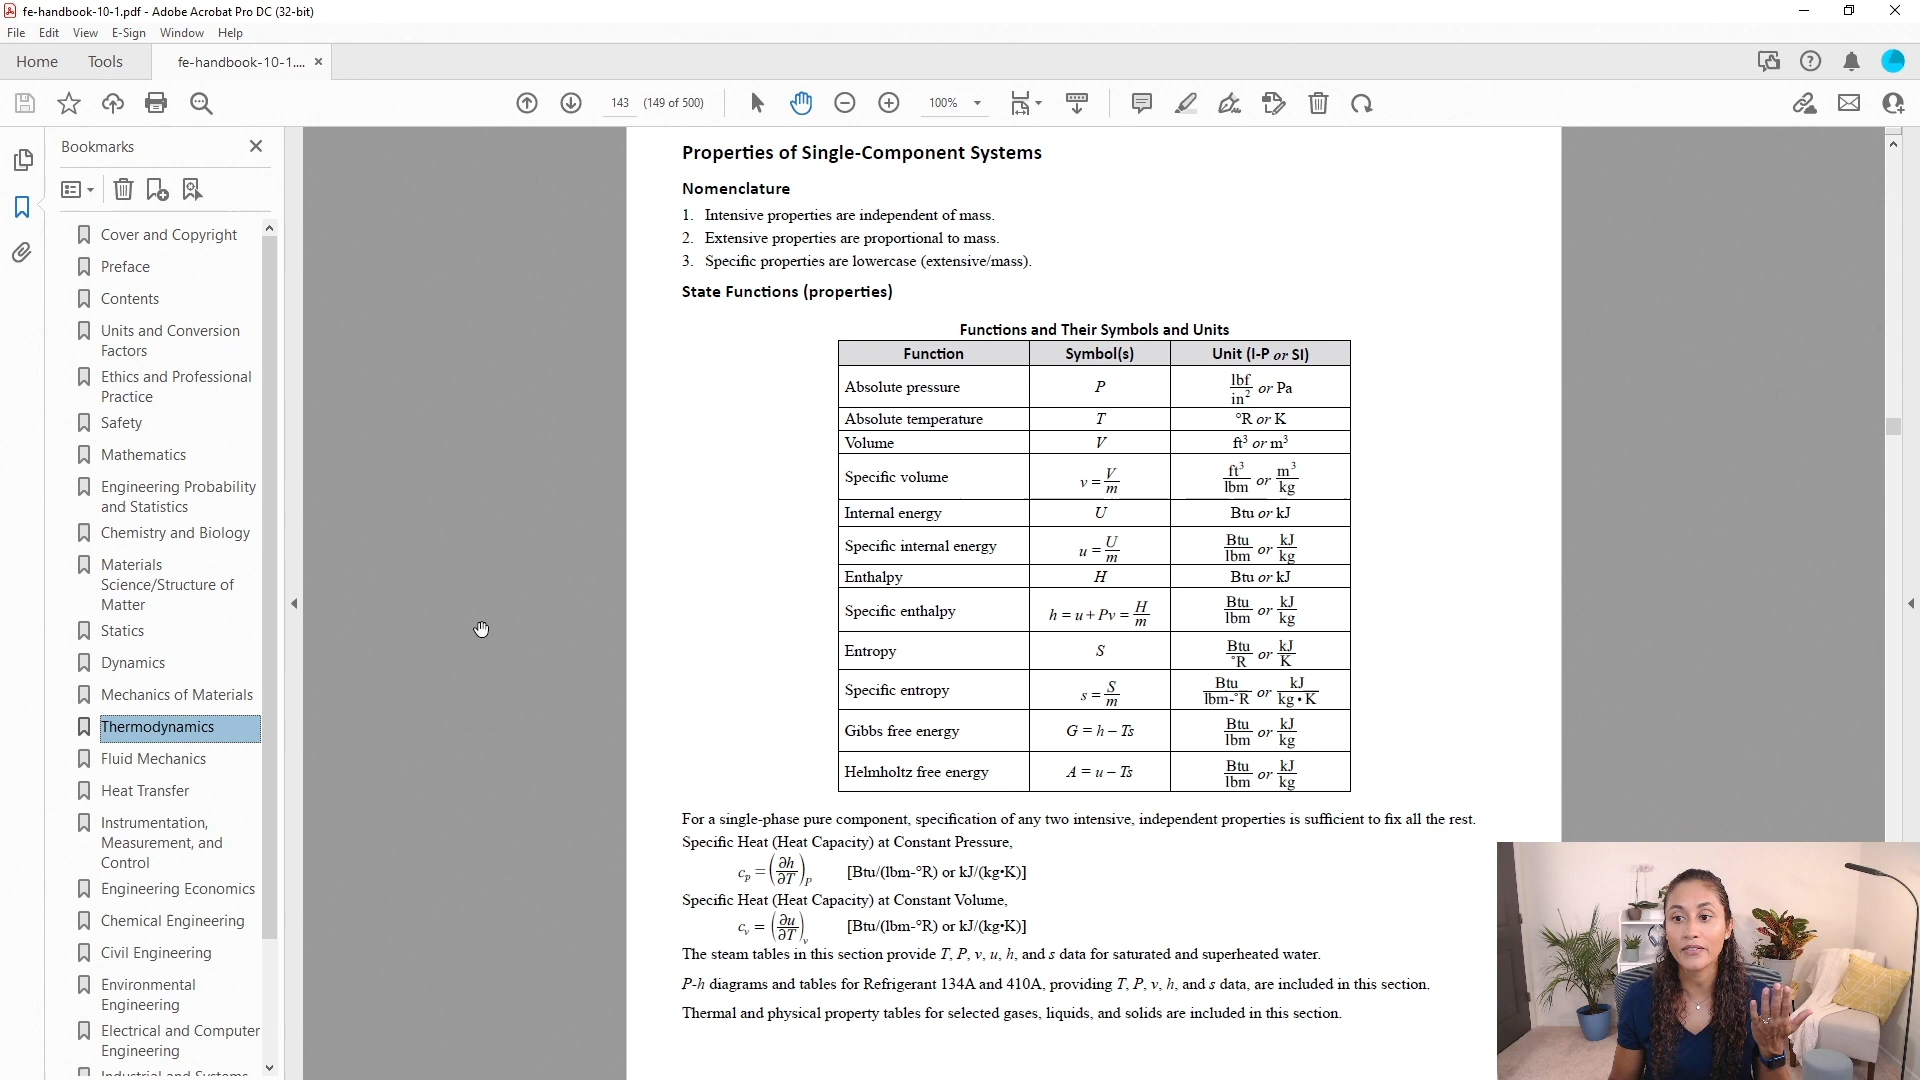 fe-handbook-10-1.pdf - Adobe Acrobat Pro DC (32-bit)
File Edit View E-Sign Window Help
Home Tools fe-handbook-10-1.... ×
143 (149 of 500) 100%
Bookmarks
Cover and Copyright
Preface
Contents
Units and Conversion
Factors
Ethics and Professional
Practice
Safety
Mathematics
Engineering Probability
and Statistics
Chemistry and Biology
Materials
Science/Structure of
Matter
Statics
Dynamics
Mechanics of Materials
Thermodynamics
Fluid Mechanics
Heat Transfer
Instrumentation,
Measurement, and
Control
Engineering Economics
Chemical Engineering
Civil Engineering
Environmental
Engineering
Electrical and Computer
Engineering
Industrial and Systems
Properties of Single-Component Systems
Nomenclature
1. Intensive properties are independent of mass.
2. Extensive properties are proportional to mass.
3. Specific properties are lowercase (extensive/mass).
State Functions (properties)
Functions and Their Symbols and Units
Function Symbol(s) Unit (I-P or SI)
Absolute pressure P lbf/in² or Pa
Absolute temperature T °R or K
Volume V ft³ or m³
Specific volume v = V/m ft³/lbm or m³/kg
Internal energy U Btu or kJ
Specific internal energy u = U/m Btu/lbm or kJ/kg
Enthalpy H Btu or kJ
Specific enthalpy h = u + Pv = H/m Btu/lbm or kJ/kg
Entropy S Btu/°R or kJ/K
Specific entropy s = S/m Btu/lbm-°R or kJ/kg•K
Gibbs free energy G = h – Ts Btu/lbm or kJ/kg
Helmholtz free energy A = u – Ts Btu/lbm or kJ/kg
For a single-phase pure component, specification of any two intensive, independent properties is sufficient to fix all the rest.
Specific Heat (Heat Capacity) at Constant Pressure,
cp = (∂h/∂T)P [Btu/(lbm-°R) or kJ/(kg•K)]
Specific Heat (Heat Capacity) at Constant Volume,
cv = (∂u/∂T)v [Btu/(lbm-°R) or kJ/(kg•K)]
The steam tables in this section provide T, P, v, u, h, and s data for saturated and superheated water.
P-h diagrams and tables for Refrigerant 134A and 410A, providing T, P, v, h, and s data, are included in this section.
Thermal and physical property tables for selected gases, liquids, and solids are included in this section.